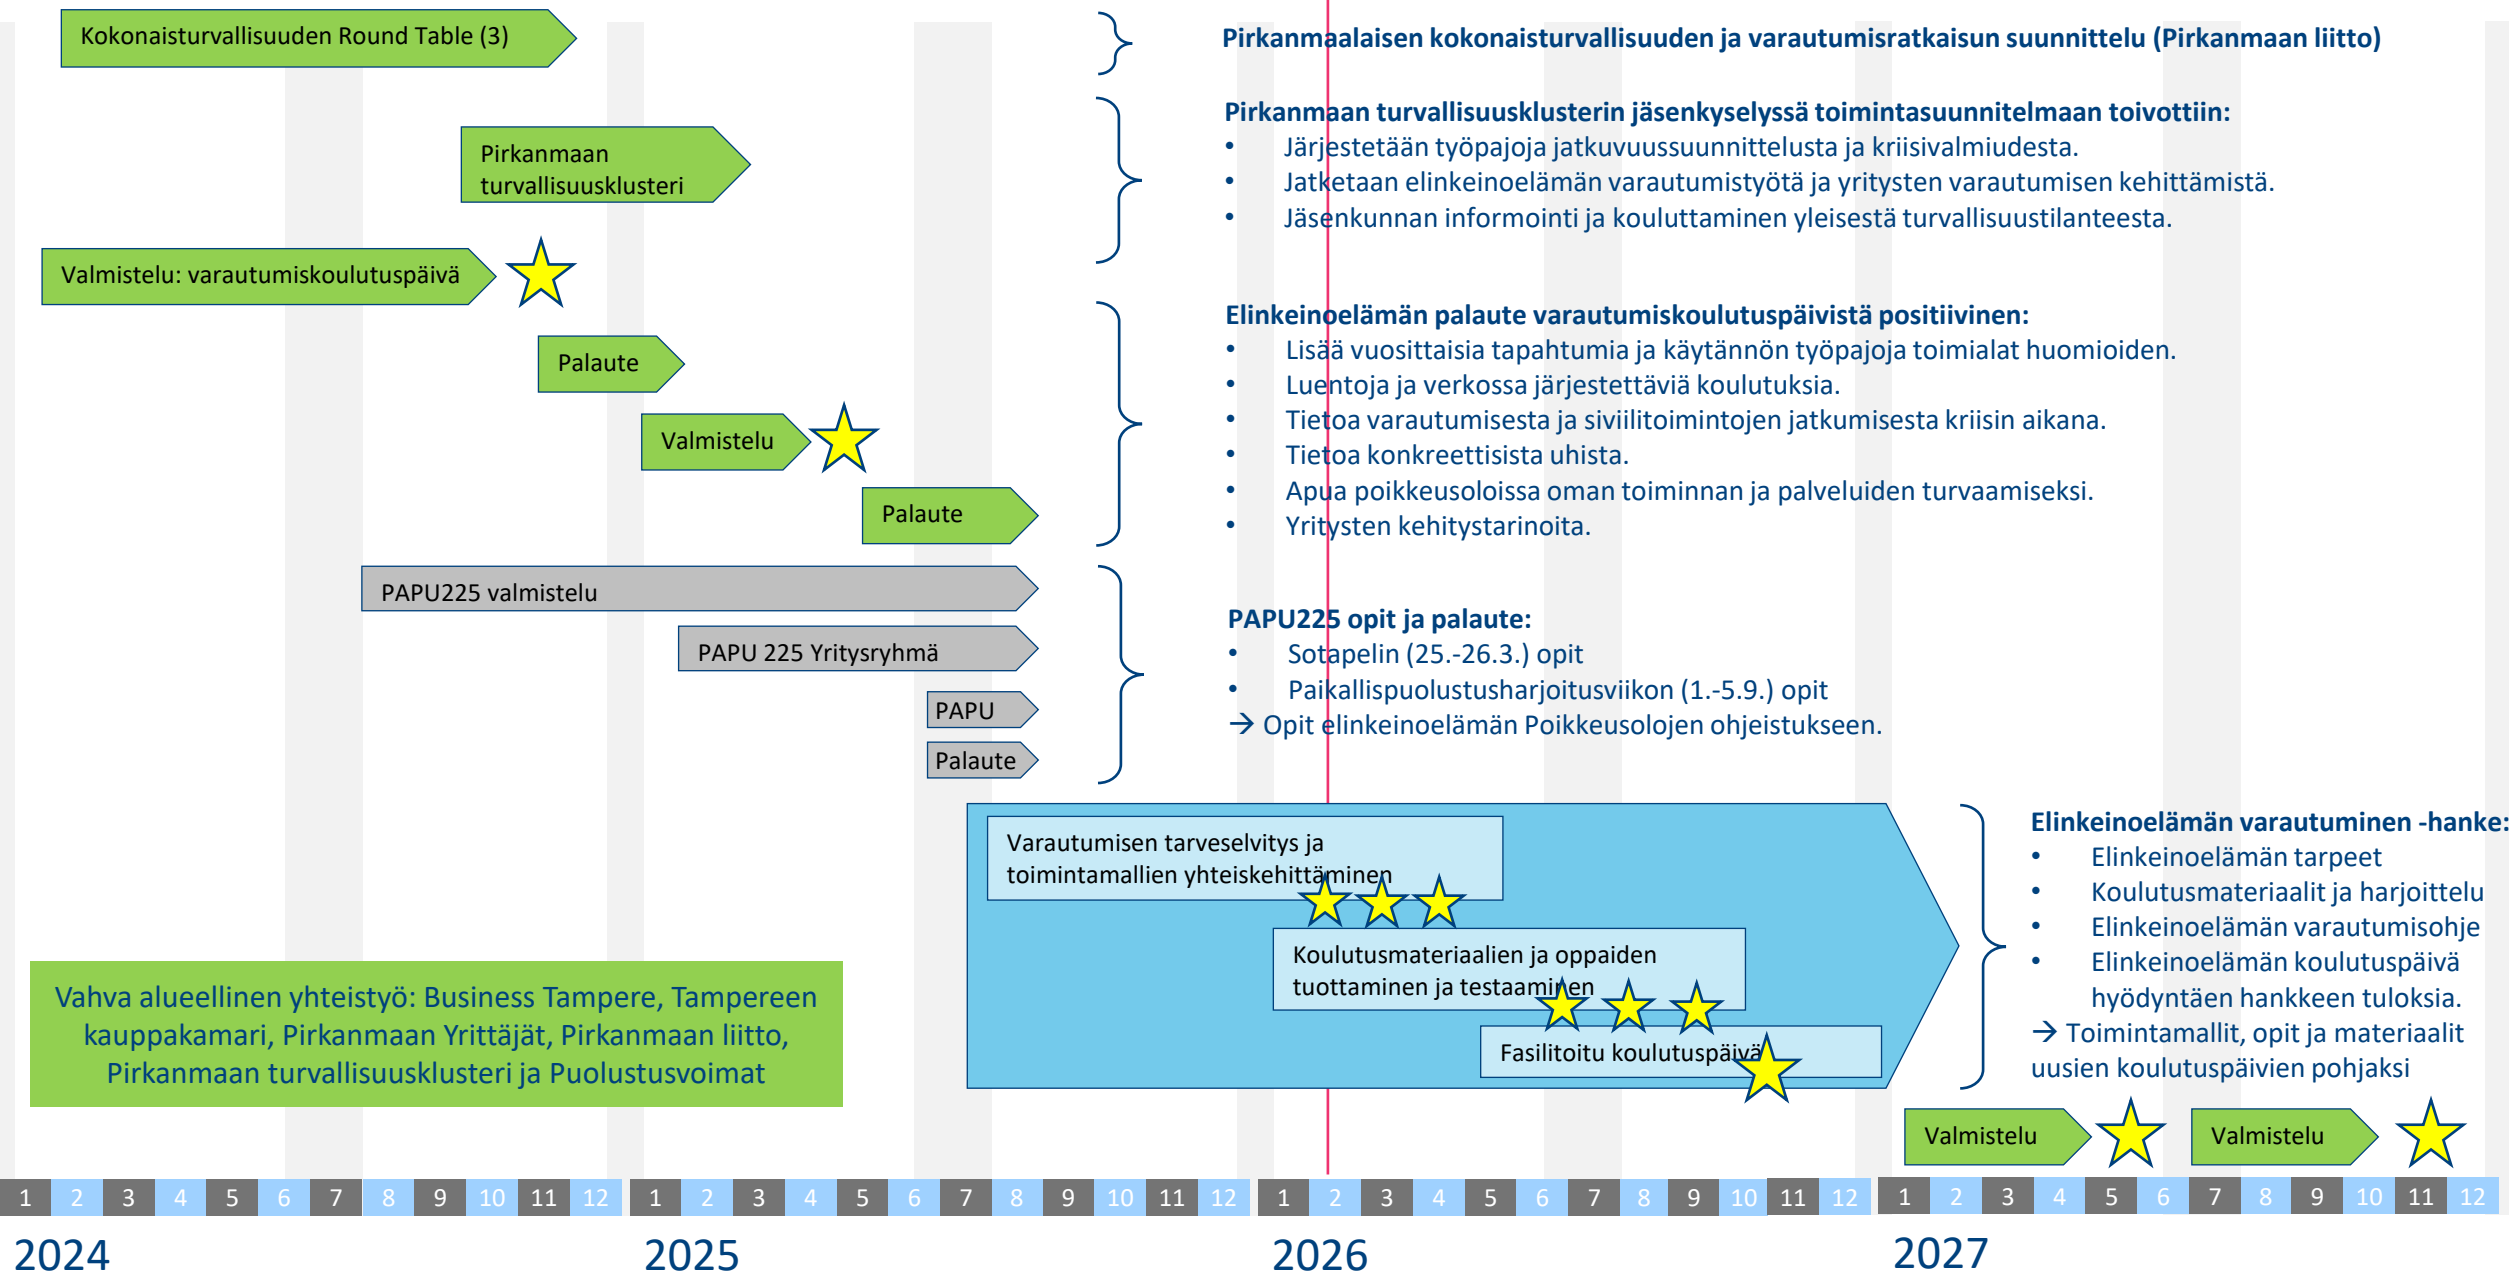 Kokonaisturvallisuuden Round Table (3)
Pirkanmaalaisen kokonaisturvallisuuden ja varautumisratkaisun suunnittelu (Pirkanmaan liitto)
Pirkanmaan
turvallisuusklusteri
Pirkanmaan turvallisuusklusterin jäsenkyselyssä toimintasuunnitelmaan toivottiin:
• Järjestetään työpajoja jatkuvuussuunnittelusta ja kriisivalmiudesta.
• Jatketaan elinkeinoelämän varautumistyötä ja yritysten varautumisen kehittämistä.
• Jäsenkunnan informointi ja kouluttaminen yleisestä turvallisuustilanteesta.
Valmistelu: varautumiskoulutuspäivä
Palaute
Valmistelu
Palaute
Elinkeinoelämän palaute varautumiskoulutuspäivistä positiivinen:
• Lisää vuosittaisia tapahtumia ja käytännön työpajoja toimialat huomioiden.
• Luentoja ja verkossa järjestettäviä koulutuksia.
• Tietoa varautumisesta ja siviilitoimintojen jatkumisesta kriisin aikana.
• Tietoa konkreettisista uhista.
• Apua poikkeusoloissa oman toiminnan ja palveluiden turvaamiseksi.
• Yritysten kehitystarinoita.
PAPU225 valmistelu
PAPU 225 Yritysryhmä
PAPU
Palaute
PAPU225 opit ja palaute:
• Sotapelin (25.-26.3.) opit
• Paikallispuolustusharjoitusviikon (1.-5.9.) opit
→ Opit elinkeinoelämän Poikkeusolojen ohjeistukseen.
Varautumisen tarveselvitys ja
toimintamallien yhteiskehittäminen
Koulutusmateriaalien ja oppaiden
tuottaminen ja testaaminen
Fasilitoitu koulutuspäivä
Elinkeinoelämän varautuminen -hanke:
• Elinkeinoelämän tarpeet
• Koulutusmateriaalit ja harjoittelu
• Elinkeinoelämän varautumisohje
• Elinkeinoelämän koulutuspäivä
hyödyntäen hankkeen tuloksia.
→ Toimintamallit, opit ja materiaalit
uusien koulutuspäivien pohjaksi
Vahva alueellinen yhteistyö: Business Tampere, Tampereen
kauppakamari, Pirkanmaan Yrittäjät, Pirkanmaan liitto,
Pirkanmaan turvallisuusklusteri ja Puolustusvoimat
Valmistelu
Valmistelu
1 2 3 4 5 6 7 8 9 10 11 12 1 2 3 4 5 6 7 8 9 10 11 12 1 2 3 4 5 6 7 8 9 10 11 12 1 2 3 4 5 6 7 8 9 10 11 12
2024 2025 2026 2027